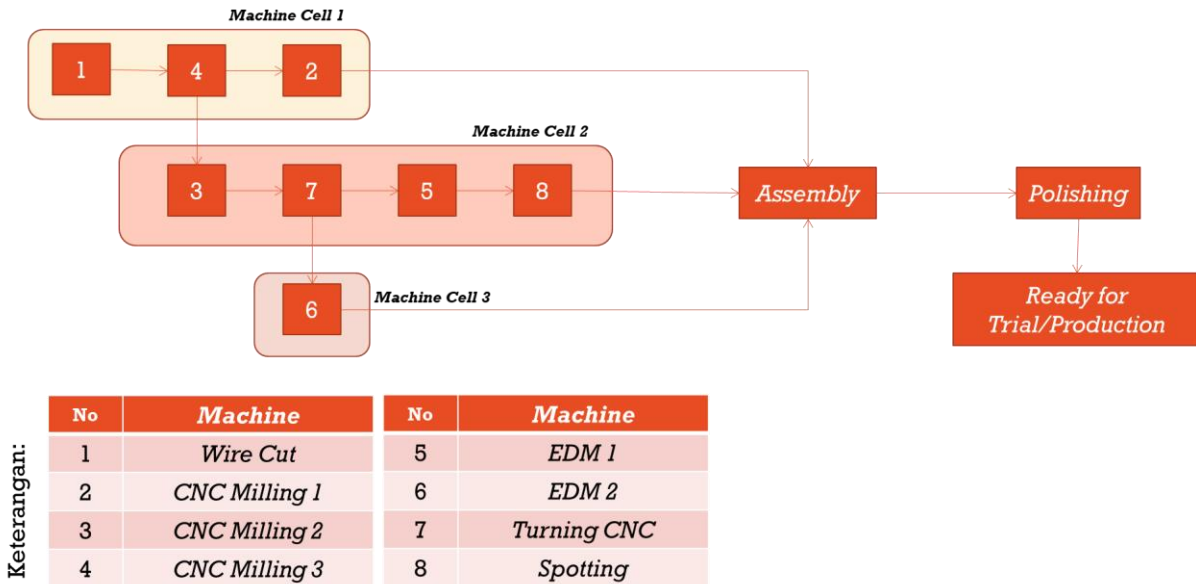 Machine Cell 1
1
4
2
Machine Cell 2
3
7
5
8
Assembly
Polishing
6
Machine Cell 3
Ready for
Trial/Production
Keterangan:
No Machine
1 Wire Cut
2 CNC Milling 1
3 CNC Milling 2
4 CNC Milling 3
No Machine
5 EDM 1
6 EDM 2
7 Turning CNC
8 Spotting